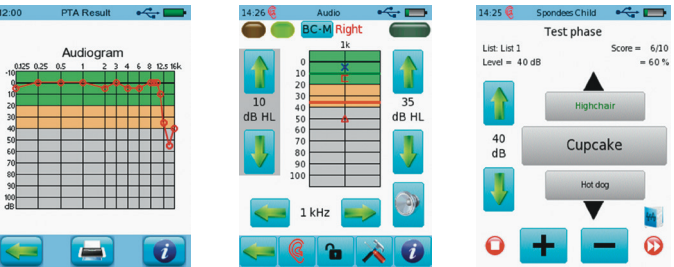 12:00 PTA Result
Audiogram
0.125 0.25 0.5 1 2 3 4 6 8 12.5 16k
-10
0
10
20
30
40
50
60
70
80
90
100
dB
14:26 Audio
BC-M Right
1k
0
10
20
30
40
50
60
70
80
90
100
10
dB HL
35
dB HL
1 kHz
14:25 Spondees Child
Test phase
List: List 1 Score = 6/10
Level = 40 dB = 60 %
Highchair
40
dB
Cupcake
Hot dog